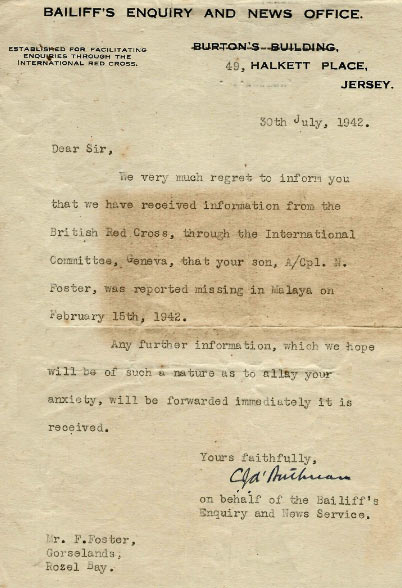 BAILIFF'S ENQUIRY AND NEWS OFFICE.
ESTABLISHED FOR FACILITATING
ENQUIRIES THROUGH THE
INTERNATIONAL RED CROSS.
BURTON'S BUILDING,
49, HALKETT PLACE,
JERSEY.
30th July, 1942.
Dear Sir,
We very much regret to inform you
that we have received information from the
British Red Cross, through the International
Committee, Geneva, that your son, A/Cpl. N.
Foster, was reported missing in Malaya on
February 15th, 1942.
Any further information, which we hope
will be of such a nature as to allay your
anxiety, will be forwarded immediately it is
received.
Yours faithfully,
on behalf of the Bailiff's
Enquiry and News Service.
Mr. F.Foster,
Gorselands,
Rozel Bay.